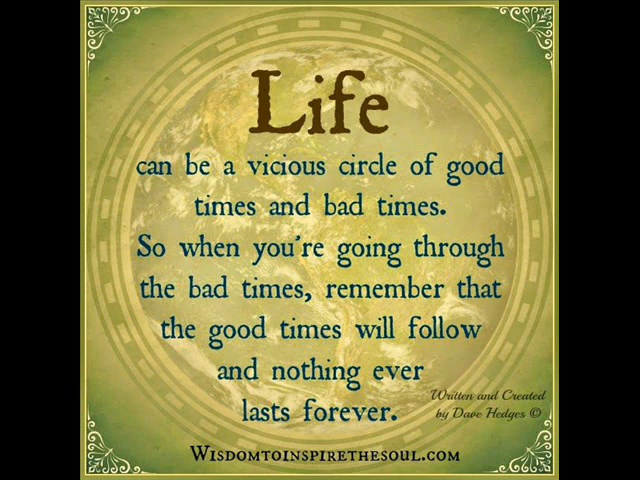 Life
can be a vicious circle of good
times and bad times.
So when you're going through
the bad times, remember that
the good times will follow
and nothing ever
lasts forever.
Written and Created
by Dave Hedges ©
Wisdomtoinspirethesoul.com